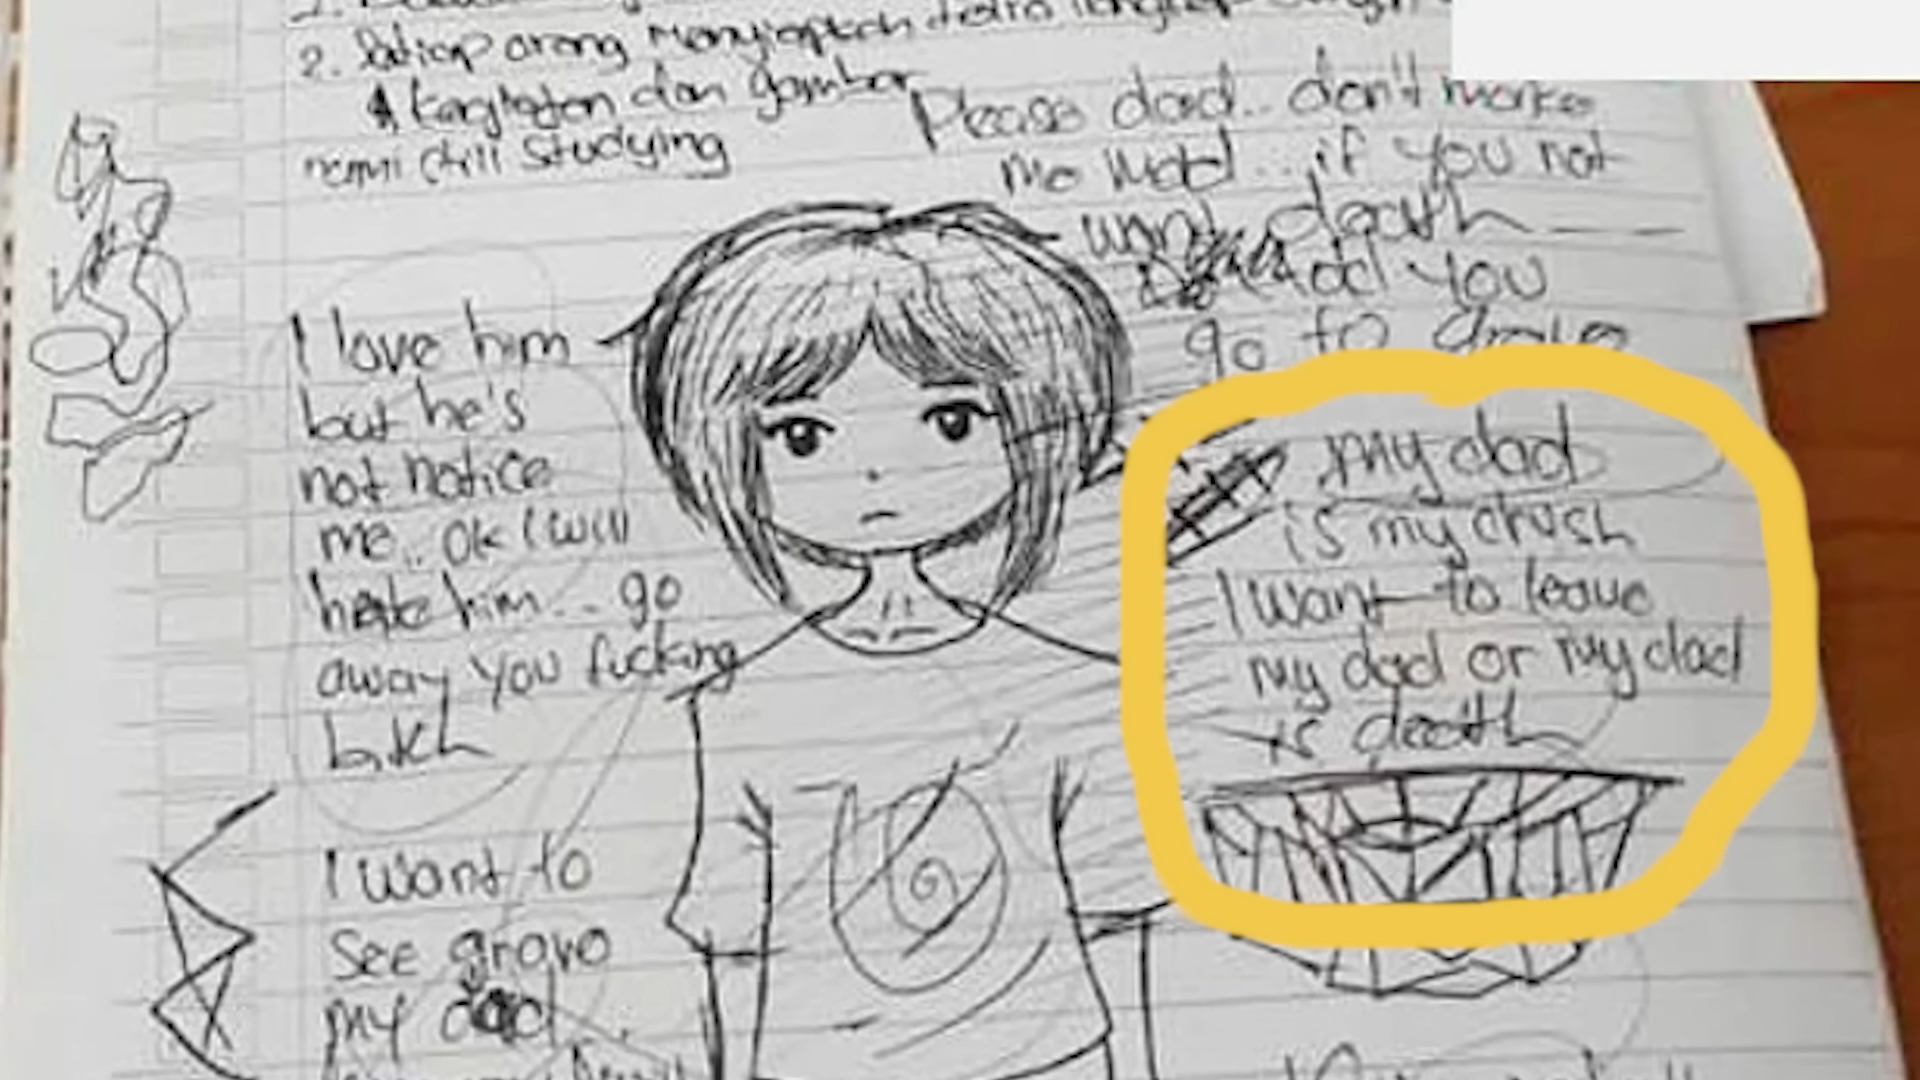 2. Setiap orang menyiapkan
dan gambar
nemi chill studying
Please dad.. don't make
me mad... if you not
want death
dad you
go to
I love him
but he's
not notice
me.. ok I will
hate him... go
away you fucking
bitch
my dad
is my crush
I want to leave
my dad or my dad
is death
I want to
see grave
my dad